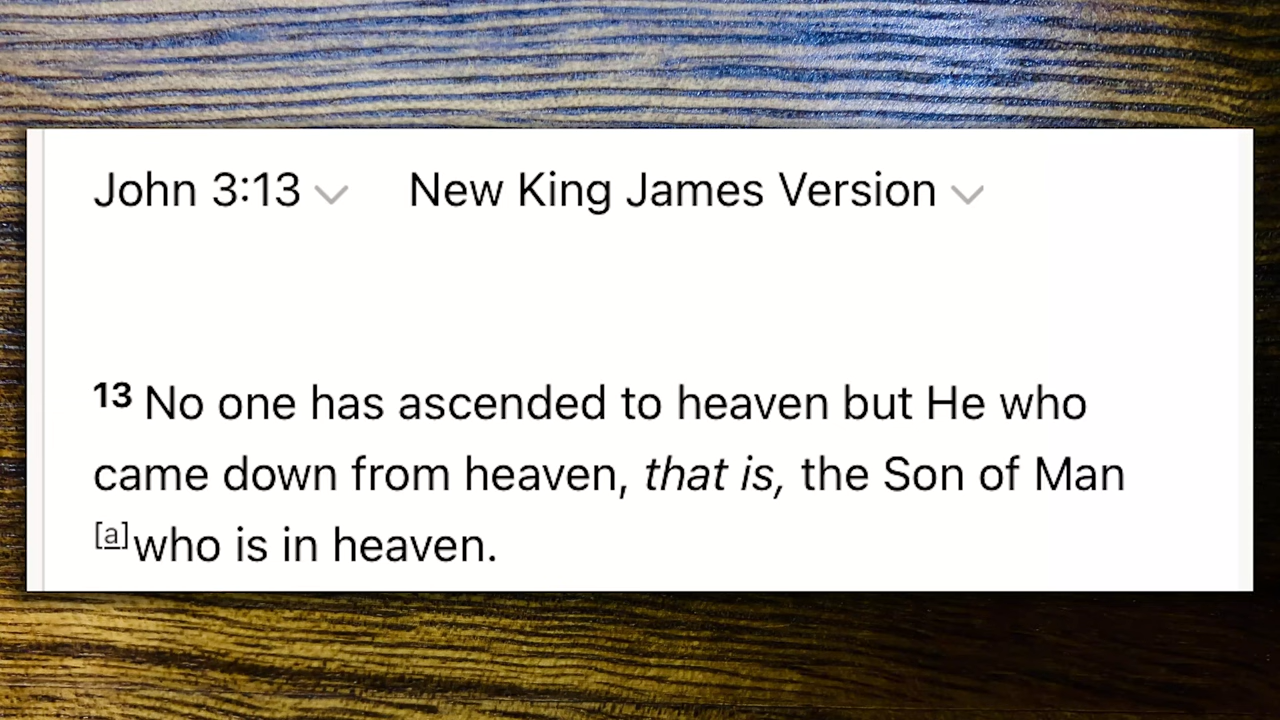 John 3:13 New King James Version
13 No one has ascended to heaven but He who
came down from heaven, that is, the Son of Man
[a]who is in heaven.